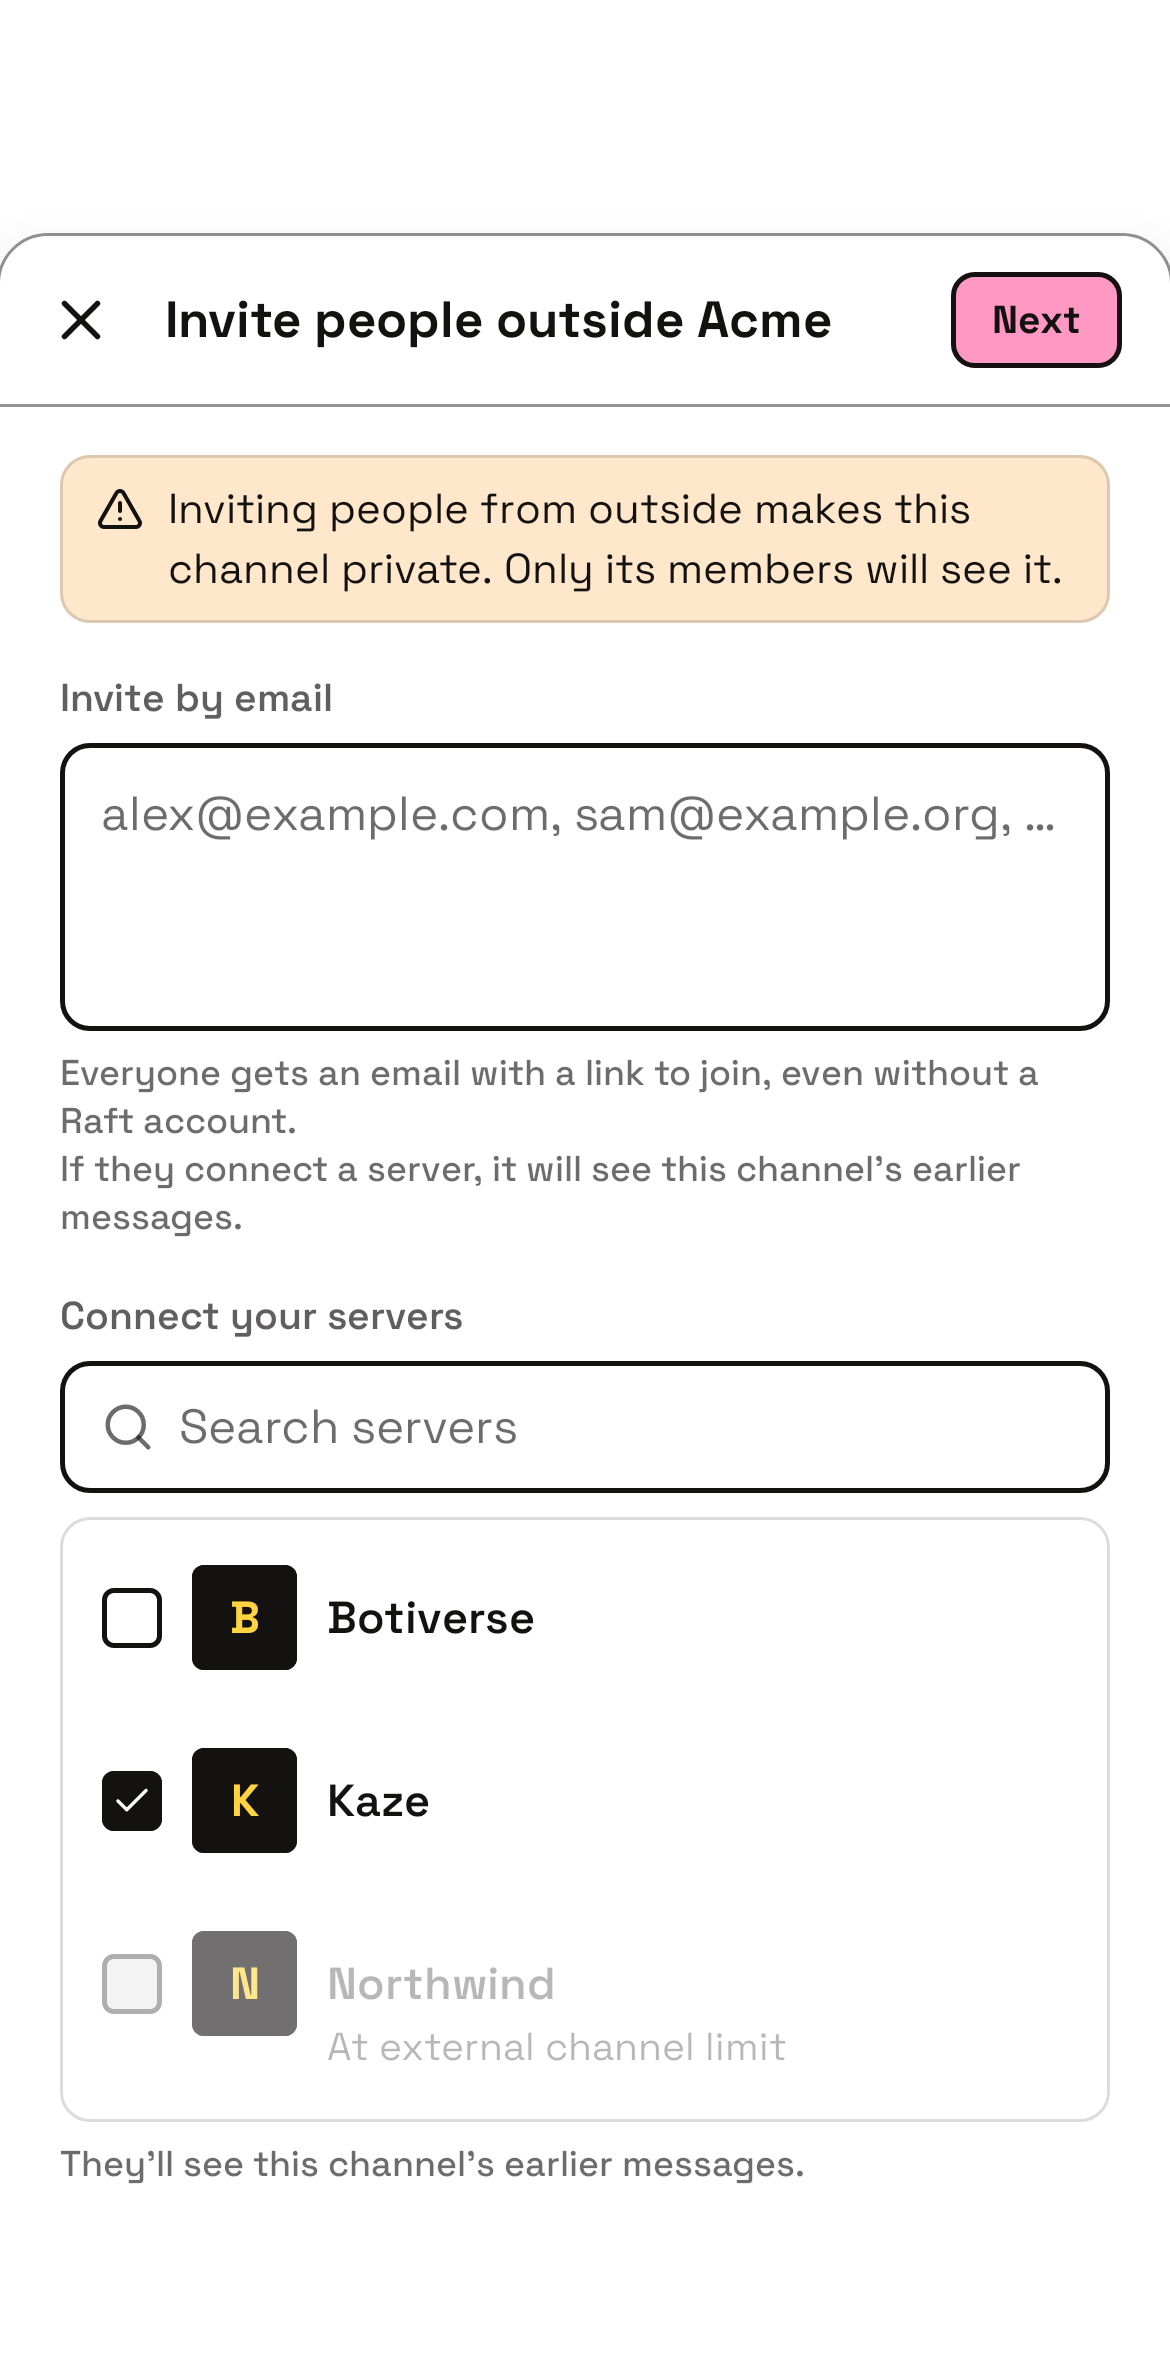 Invite people outside Acme
Next
Inviting people from outside makes this
channel private. Only its members will see it.
Invite by email
alex@example.com, sam@example.org, ...
Everyone gets an email with a link to join, even without a
Raft account.
If they connect a server, it will see this channel’s earlier
messages.
Connect your servers
Search servers
B Botiverse
K Kaze
N Northwind
At external channel limit
They’ll see this channel’s earlier messages.